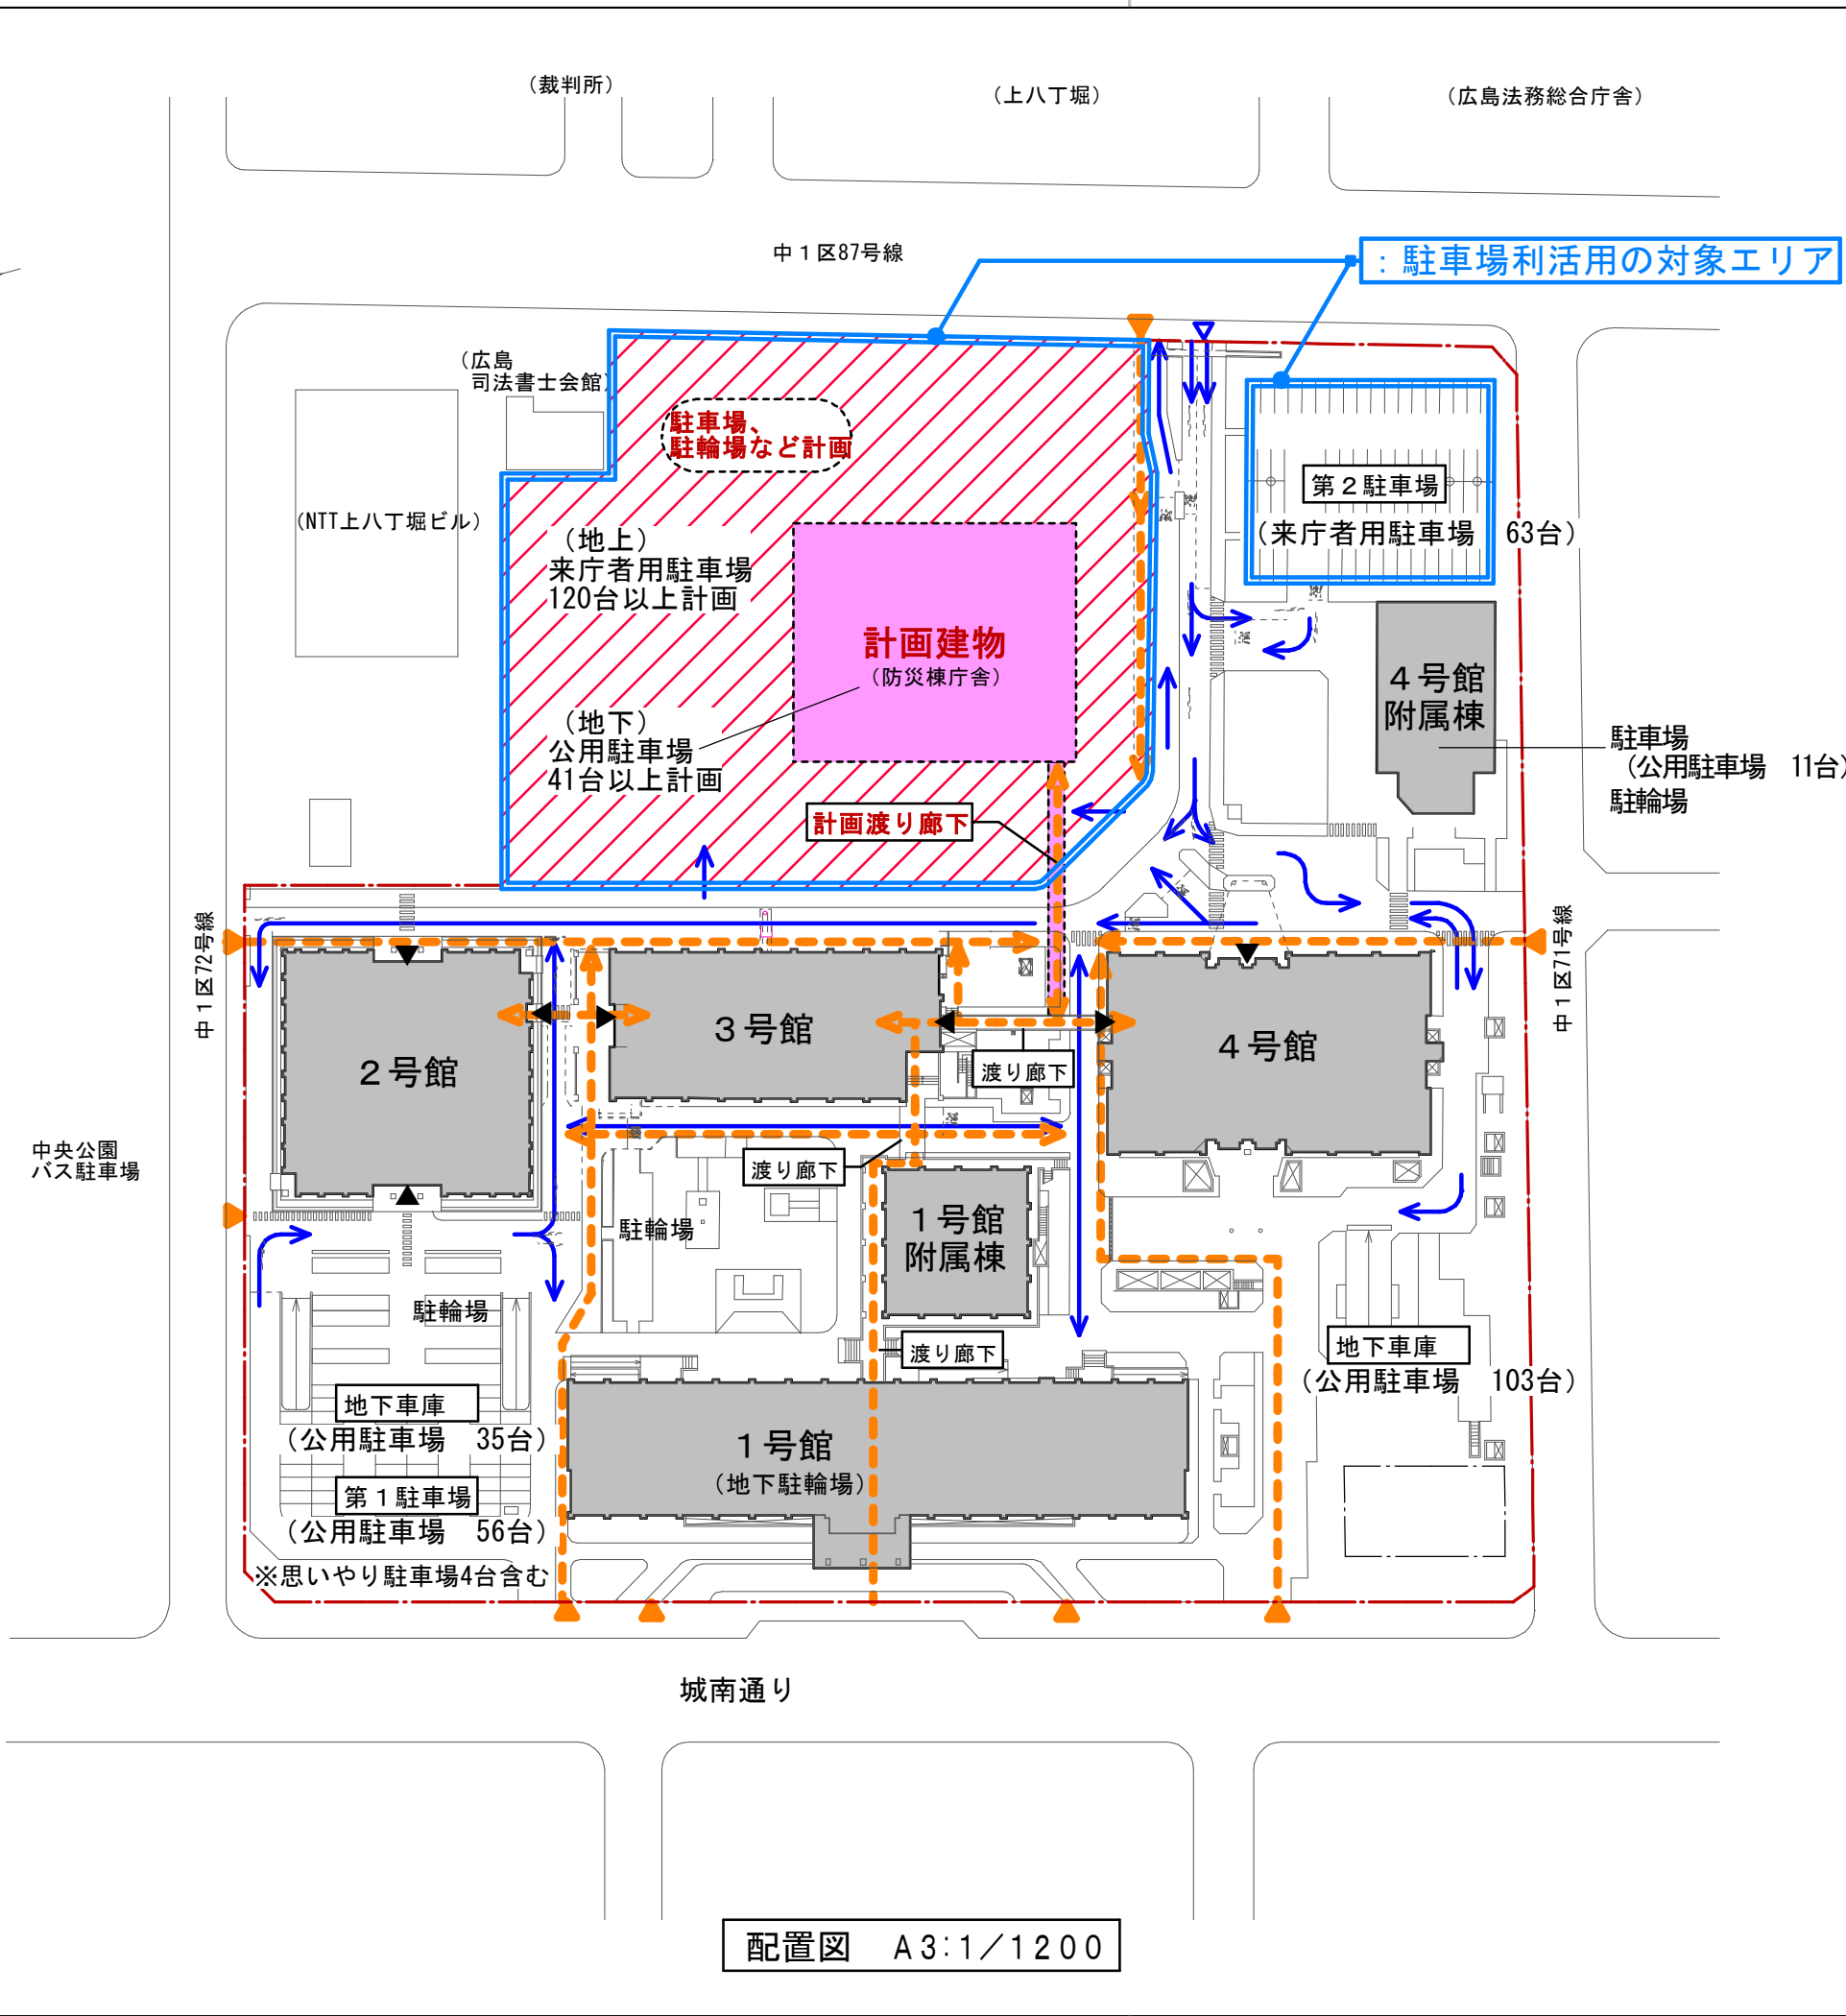 （裁判所）
（上八丁堀）
（広島法務総合庁舎）
中１区87号線
：駐車場利活用の対象エリア
（広島
司法書士会館）
駐車場、
駐輪場など計画
（NTT上八丁堀ビル）
第２駐車場
（来庁者用駐車場　63台）
（地上）
来庁者用駐車場
120台以上計画
計画建物
（防災棟庁舎）
４号館
附属棟
（地下）
公用駐車場
41台以上計画
駐車場
（公用駐車場　11台）
駐輪場
計画渡り廊下
中１区72号線
中１区71号線
３号館
４号館
２号館
渡り廊下
中央公園
バス駐車場
渡り廊下
駐輪場
１号館
附属棟
駐輪場
渡り廊下
地下車庫
（公用駐車場　103台）
地下車庫
（公用駐車場　35台）
１号館
（地下駐輪場）
第１駐車場
（公用駐車場　56台）
※思いやり駐車場4台含む
城南通り
配置図　Ａ３：１／１２００